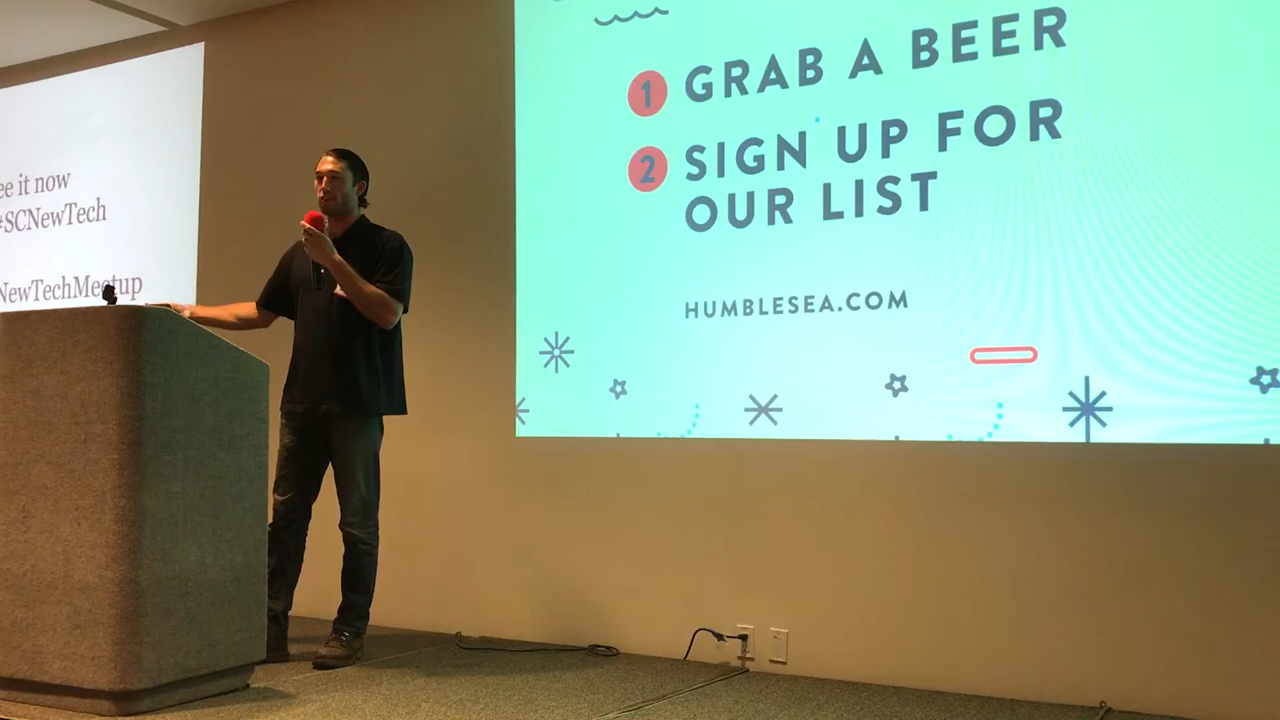 ee it now
#SCNewTech
NewTechMeetup
1 GRAB A BEER
2 SIGN UP FOR
OUR LIST
HUMBLESEA.COM